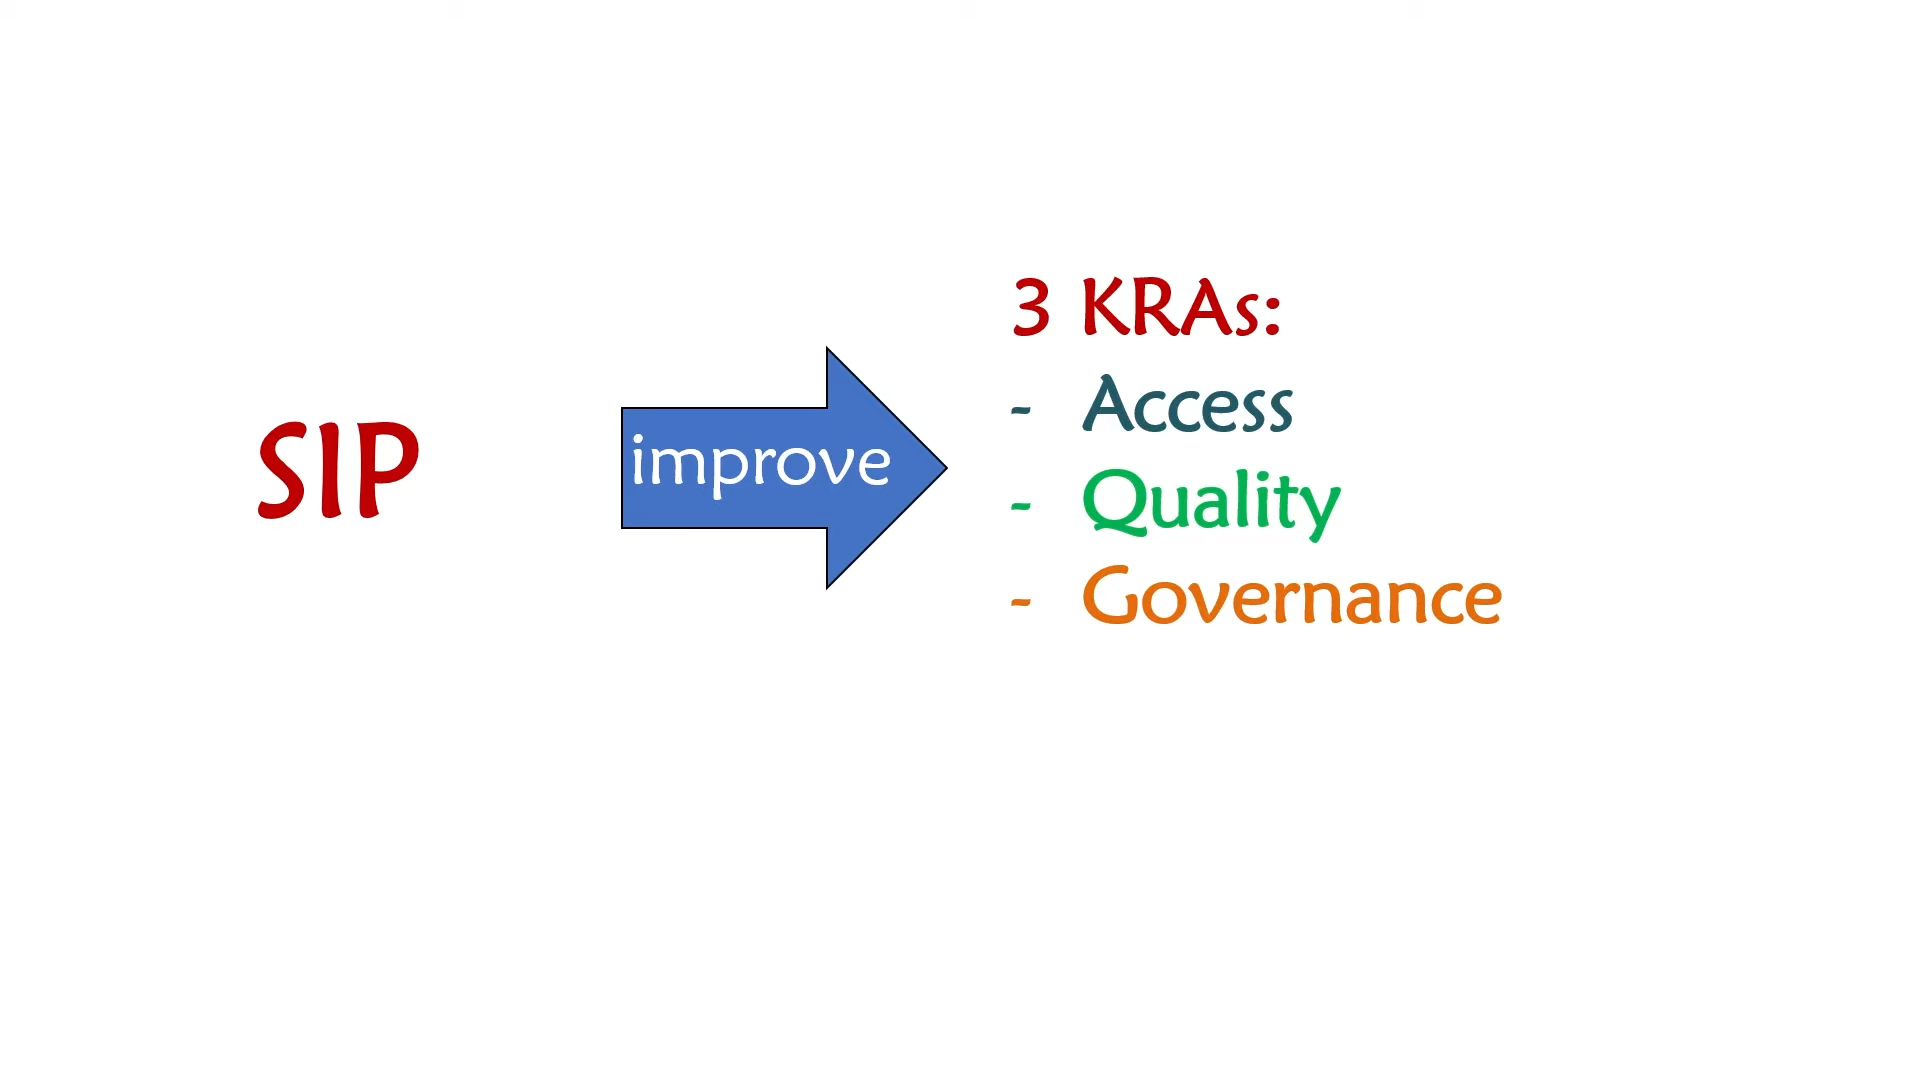 SIP
improve
3 KRAs:
- Access
- Quality
- Governance